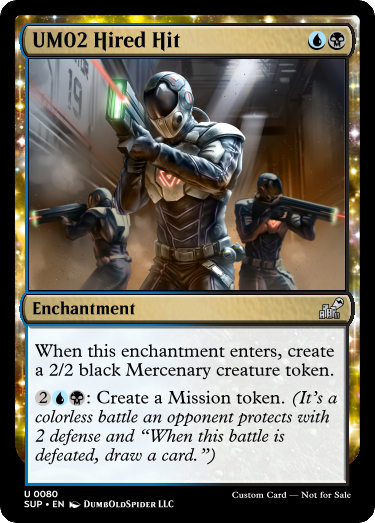 UM02 Hired Hit
19
Enchantment
When this enchantment enters, create
a 2/2 black Mercenary creature token.
2: Create a Mission token. (It's a
colorless battle an opponent protects with
2 defense and “When this battle is
defeated, draw a card.”)
U 0080
SUP • EN DumbOldSpider LLC
Custom Card — Not for Sale